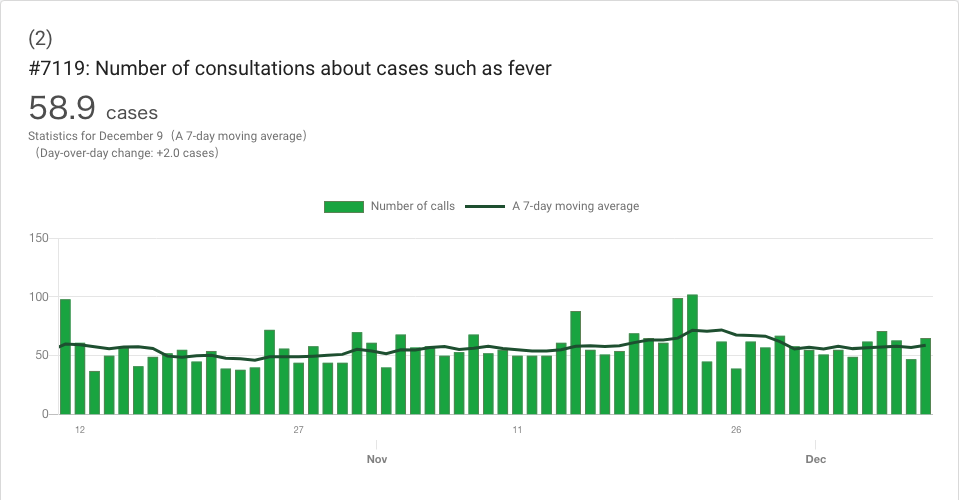 (2)
#7119: Number of consultations about cases such as fever
58.9 cases
Statistics for December 9（A 7-day moving average）
（Day-over-day change: +2.0 cases）
Number of calls A 7-day moving average
150
100
50
0
12 27 11 26
Nov Dec